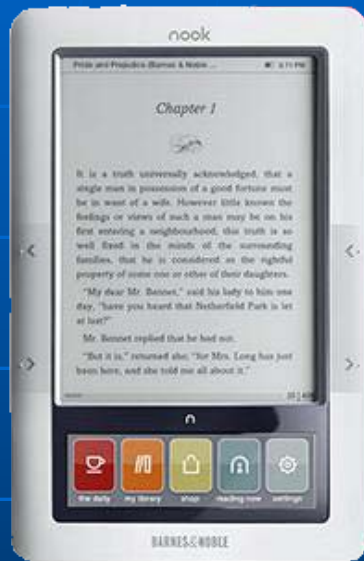 nook
Pride and Prejudice (Barnes & Noble ...
Chapter 1
It is a truth universally acknowledged, that a
single man in possession of a good fortune must
be in want of a wife. However little known the
feelings or views of such a man may be on his
first entering a neighbourhood, this truth is so
well fixed in the minds of the surrounding
families, that he is considered as the rightful
property of some one or other of their daughters.
"My dear Mr. Bennet," said his lady to him one
day, "have you heard that Netherfield Park is let
at last?"
Mr. Bennet replied that he had not.
"But it is," returned she; "for Mrs. Long has just
been here, and she told me all about it."
the daily my library shop reading now settings
BARNES&NOBLE